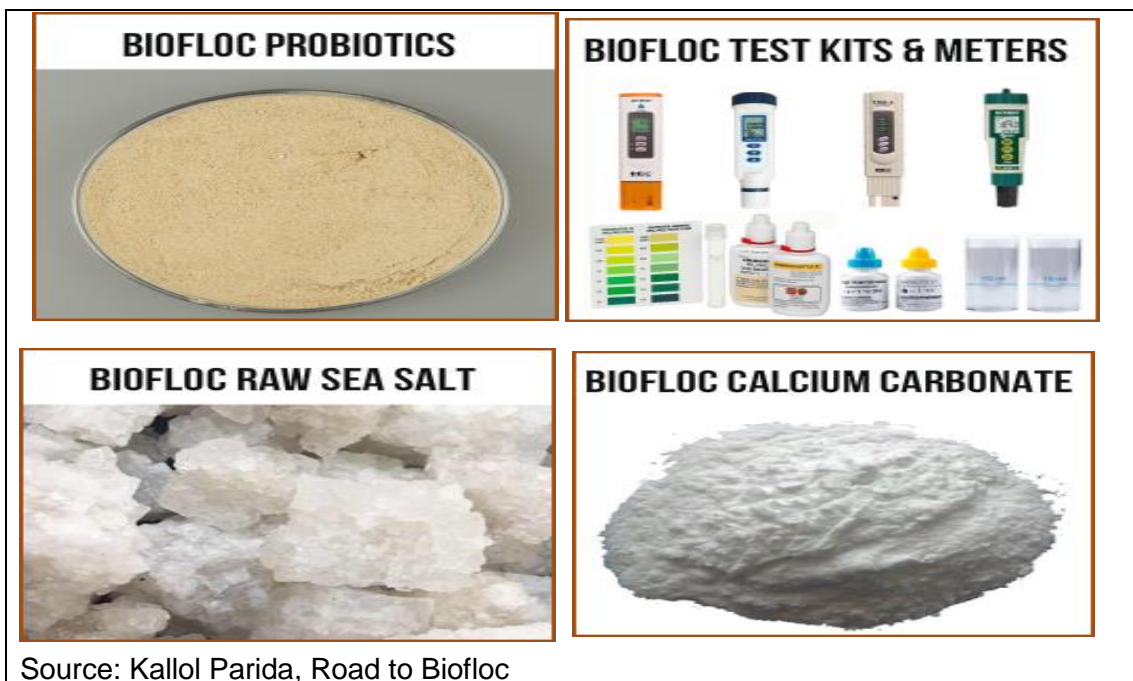 BIOFLOC PROBIOTICS
BIOFLOC TEST KITS & METERS
BIOFLOC RAW SEA SALT
BIOFLOC CALCIUM CARBONATE
Source: Kallol Parida, Road to Biofloc